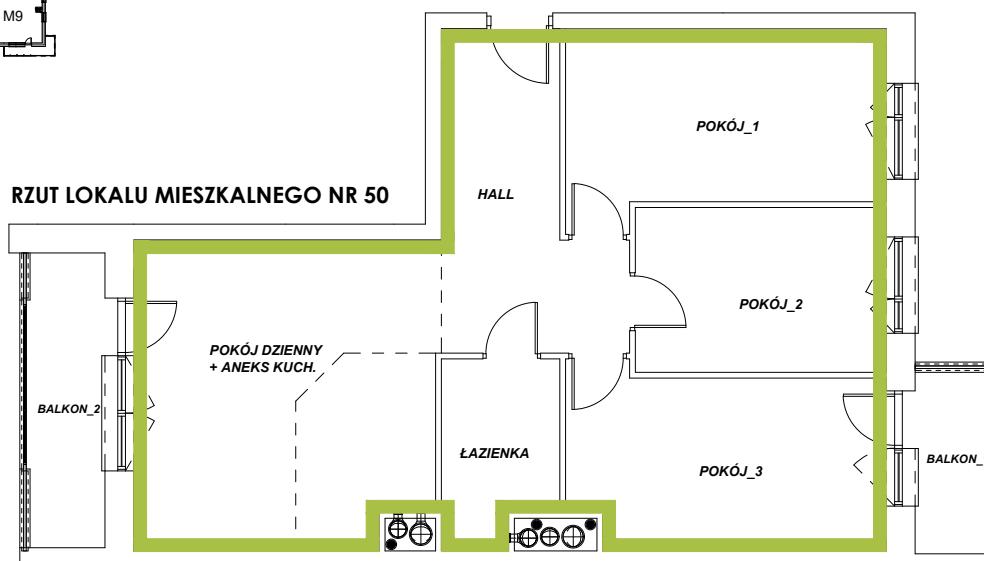 M9
RZUT LOKALU MIESZKALNEGO NR 50
POKÓJ_1
HALL
POKÓJ_2
POKÓJ DZIENNY
+ ANEKS KUCH.
BALKON_2
ŁAZIENKA
POKÓJ_3
BALKON_